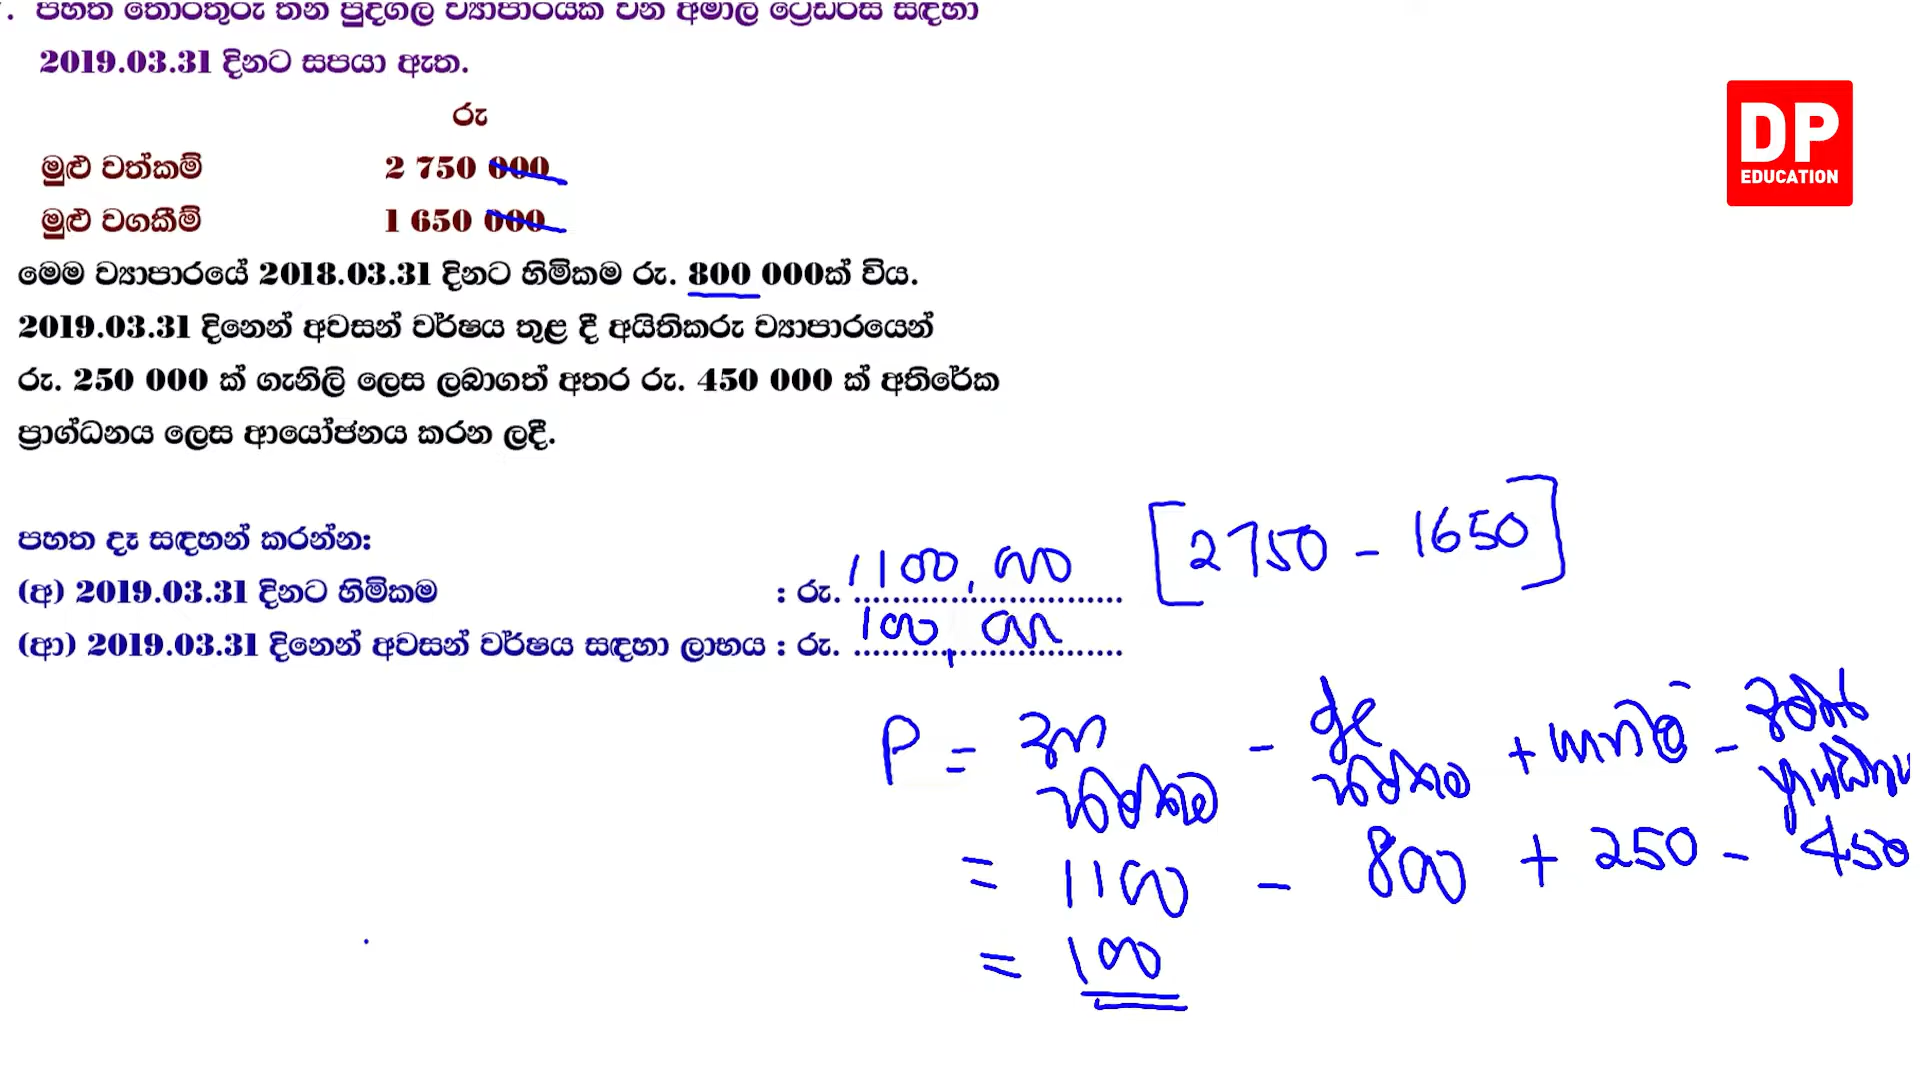 . පහත තොරතුරු තනි පුද්ගල ව්‍යාපාරයක් වන අමාල් ට්‍රේඩර්ස් සඳහා
2019.03.31 දිනට සපයා ඇත.
රු
මුළු වත්කම් 2 750 000
මුළු වගකීම් 1 650 000
මෙම ව්‍යාපාරයේ 2018.03.31 දිනට හිමිකම රු. 800 000ක් විය.
2019.03.31 දිනෙන් අවසන් වර්ෂය තුළ දී අයිතිකරු ව්‍යාපාරයෙන්
රු. 250 000 ක් ගැනිලි ලෙස ලබාගත් අතර රු. 450 000 ක් අතිරේක
ප්‍රාග්ධනය ලෙස ආයෝජනය කරන ලදී.
DP
EDUCATION
පහත දෑ සඳහන් කරන්න:
[2750 - 1650]
(අ) 2019.03.31 දිනට හිමිකම : රු. 1100,000
(ආ) 2019.03.31 දිනෙන් අවසන් වර්ෂය සඳහා ලාභය : රු. 100,000
P = - + ගැනිලි -
= 1100 - 800 + 250 - 450
= 100